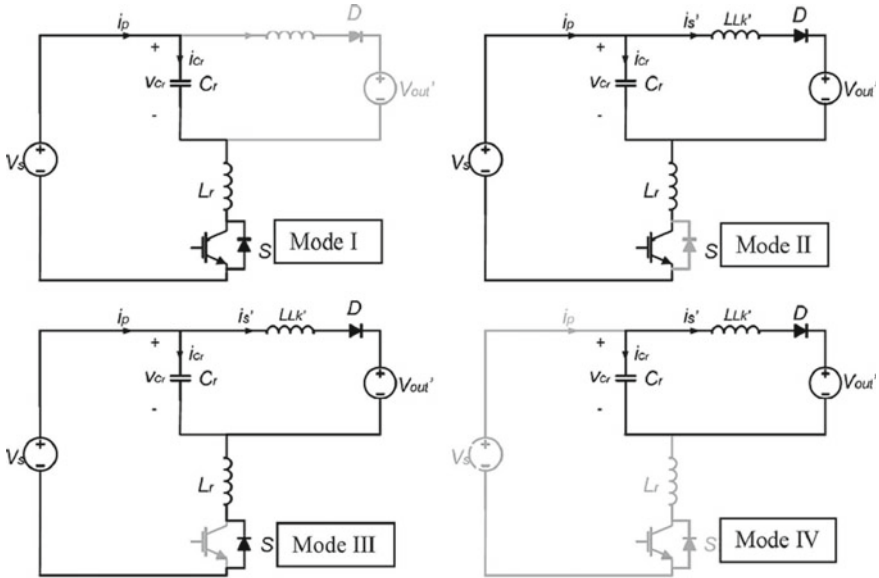 ip
iCr
+
vCr
Cr
-
D
Vout'
Vs
Lr
S
Mode I
ip
iCr
+
vCr
Cr
-
is'
LLk'
D
Vout'
Vs
Lr
S
Mode II
ip
iCr
+
vCr
Cr
-
is'
LLk'
D
Vout'
Vs
Lr
S
Mode III
ip
iCr
+
vCr
Cr
-
is'
LLk'
D
Vout'
Vs
Lr
S
Mode IV